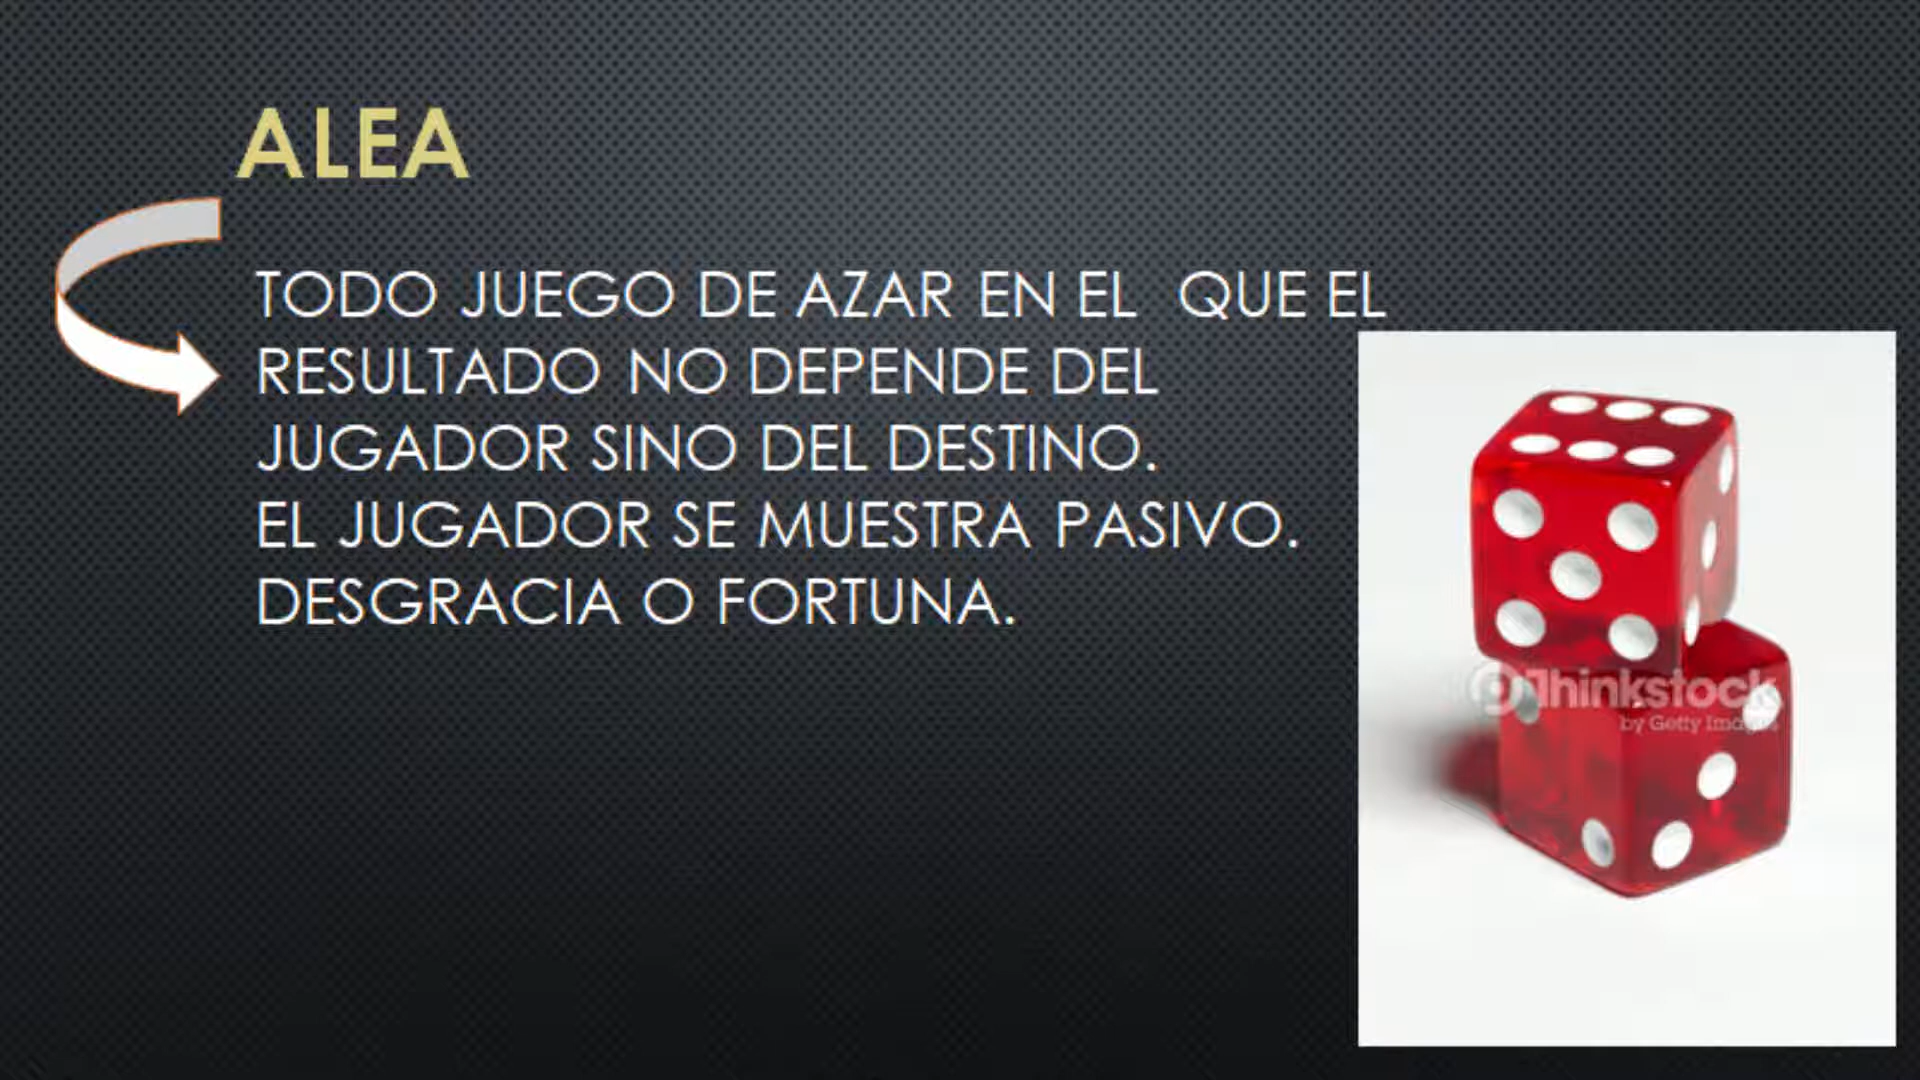 ALEA
TODO JUEGO DE AZAR EN EL QUE EL
RESULTADO NO DEPENDE DEL
JUGADOR SINO DEL DESTINO.
EL JUGADOR SE MUESTRA PASIVO.
DESGRACIA O FORTUNA.
Thinkstock
by Getty Images